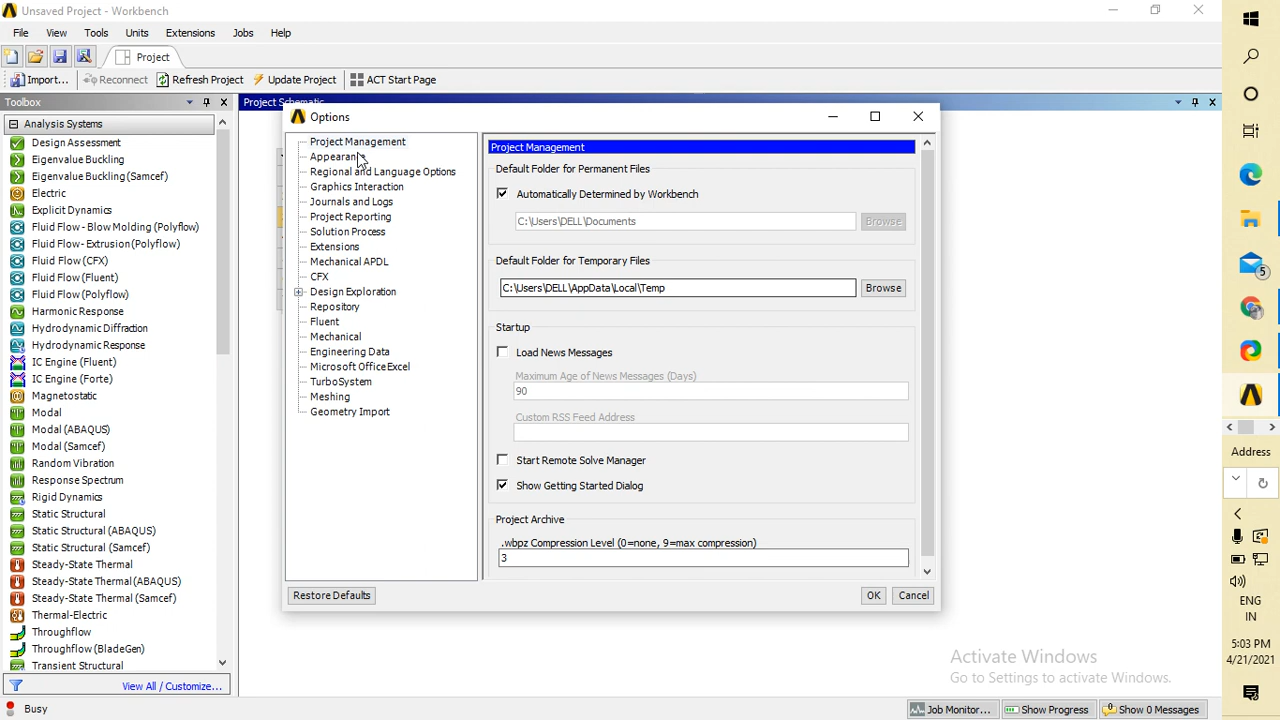 Unsaved Project - Workbench
File View Tools Units Extensions Jobs Help
Project
Import... Reconnect Refresh Project Update Project ACT Start Page
Toolbox
Analysis Systems
Design Assessment
Eigenvalue Buckling
Eigenvalue Buckling (Samcef)
Electric
Explicit Dynamics
Fluid Flow - Blow Molding (Polyflow)
Fluid Flow - Extrusion (Polyflow)
Fluid Flow (CFX)
Fluid Flow (Fluent)
Fluid Flow (Polyflow)
Harmonic Response
Hydrodynamic Diffraction
Hydrodynamic Response
IC Engine (Fluent)
IC Engine (Forte)
Magnetostatic
Modal
Modal (ABAQUS)
Modal (Samcef)
Random Vibration
Response Spectrum
Rigid Dynamics
Static Structural
Static Structural (ABAQUS)
Static Structural (Samcef)
Steady-State Thermal
Steady-State Thermal (ABAQUS)
Steady-State Thermal (Samcef)
Thermal-Electric
Throughflow
Throughflow (BladeGen)
Transient Structural
View All / Customize...
Busy
Project Schematic
Options
Project Management
Appearance
Regional and Language Options
Graphics Interaction
Journals and Logs
Project Reporting
Solution Process
Extensions
Mechanical APDL
CFX
Design Exploration
Repository
Fluent
Mechanical
Engineering Data
Microsoft Office Excel
TurboSystem
Meshing
Geometry Import
Project Management
Default Folder for Permanent Files
Automatically Determined by Workbench
C:\Users\DELL\Documents Browse
Default Folder for Temporary Files
C:\Users\DELL\AppData\Local\Temp Browse
Startup
Load News Messages
Maximum Age of News Messages (Days)
90
Custom RSS Feed Address
Start Remote Solve Manager
Show Getting Started Dialog
Project Archive
.wbpz Compression Level (0=none, 9=max compression)
3
Restore Defaults OK Cancel
Activate Windows
Go to Settings to activate Windows.
Job Monitor... Show Progress Show 0 Messages
5
Address
ENG
IN
5:03 PM
4/21/2021